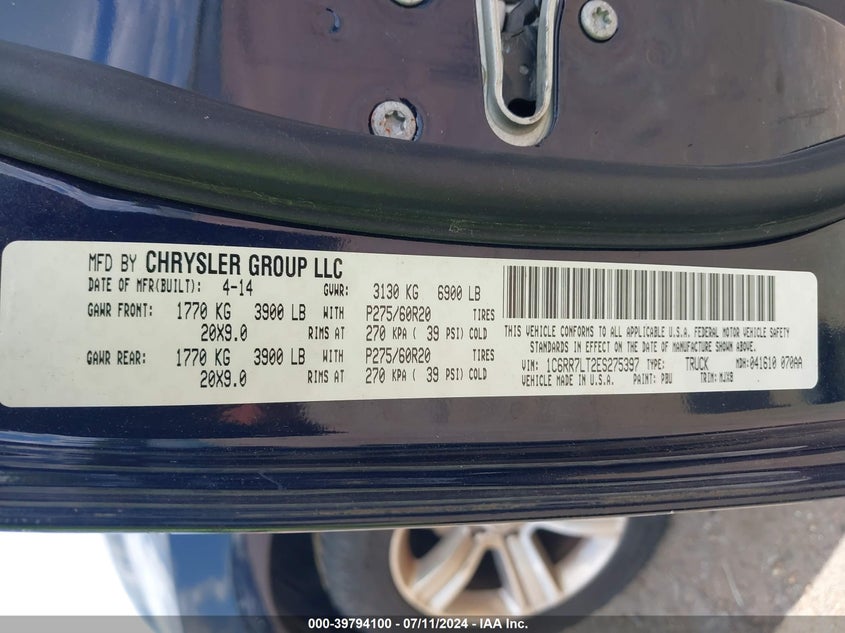 MFD BY CHRYSLER GROUP LLC
DATE OF MFR(BUILT): 4-14 GVWR: 3130 KG 6900 LB
GAWR FRONT: 1770 KG 3900 LB WITH P275/60R20 TIRES
20X9.0 RIMS AT 270 KPA ( 39 PSI) COLD
GAWR REAR: 1770 KG 3900 LB WITH P275/60R20 TIRES
20X9.0 RIMS AT 270 KPA ( 39 PSI) COLD
THIS VEHICLE CONFORMS TO ALL APPLICABLE U.S.A. FEDERAL MOTOR VEHICLE SAFETY
STANDARDS IN EFFECT ON THE DATE OF MANUFACTURE SHOWN ABOVE.
VIN: 1C6RR7LT2ES275397 TYPE: TRUCK MDH: 041610 070AA
VEHICLE MADE IN U.S.A. PAINT: PBU TRIM: MJX9
000-39794100 - 07/11/2024 - IAA Inc.